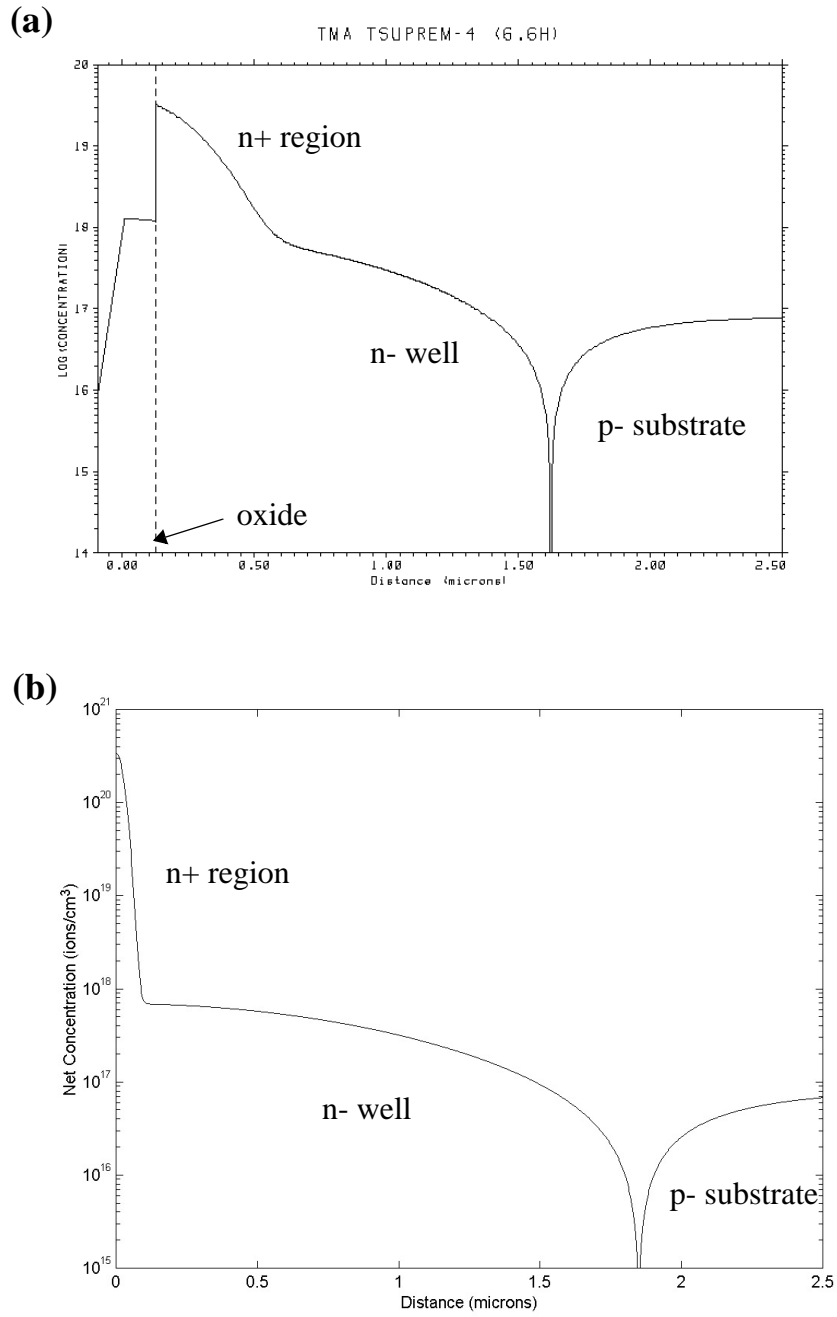 (a)
TMA TSUPREM-4 (6.6H)
20
19
18
17
16
15
14
LOG(CONCENTRATION)
n+ region
n- well
p- substrate
oxide
0.00 0.50 1.00 1.50 2.00 2.50
Distance (microns)
(b)
10^21
10^20
10^19
10^18
10^17
10^16
10^15
Net Concentration (ions/cm^3)
n+ region
n- well
p- substrate
0 0.5 1 1.5 2 2.5
Distance (microns)